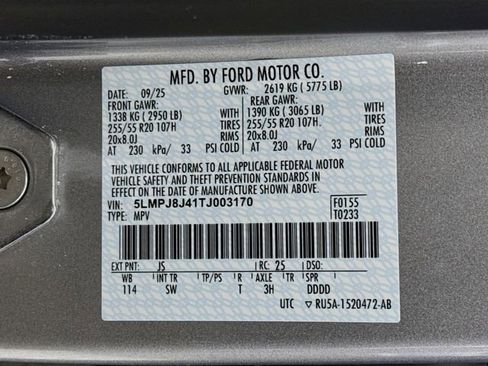 MFD. BY FORD MOTOR CO.
DATE: 09/25 GVWR: 2619 KG ( 5775 LB)
FRONT GAWR: REAR GAWR:
1338 KG ( 2950 LB) 1390 KG ( 3065 LB)
255/55 R20 107H TIRES 255/55 R20 107H TIRES
20x8.0J RIMS 20x8.0J RIMS
AT 230 kPa/ 33 PSI COLD AT 230 kPa/ 33 PSI COLD
THIS VEHICLE CONFORMS TO ALL APPLICABLE FEDERAL MOTOR
VEHICLE SAFETY AND THEFT PREVENTION STANDARDS IN EFFECT
ON THE DATE OF MANUFACTURE SHOWN ABOVE.
VIN: 5LMPJ8J41TJ003170 F0155
TYPE: MPV T0233
EXT PNT: JS RC: 25 DSO:
WB INT TR TP/PS R AXLE TR SPR
114 SW T 3H DDDD
UTC RU5A-1520472-AB